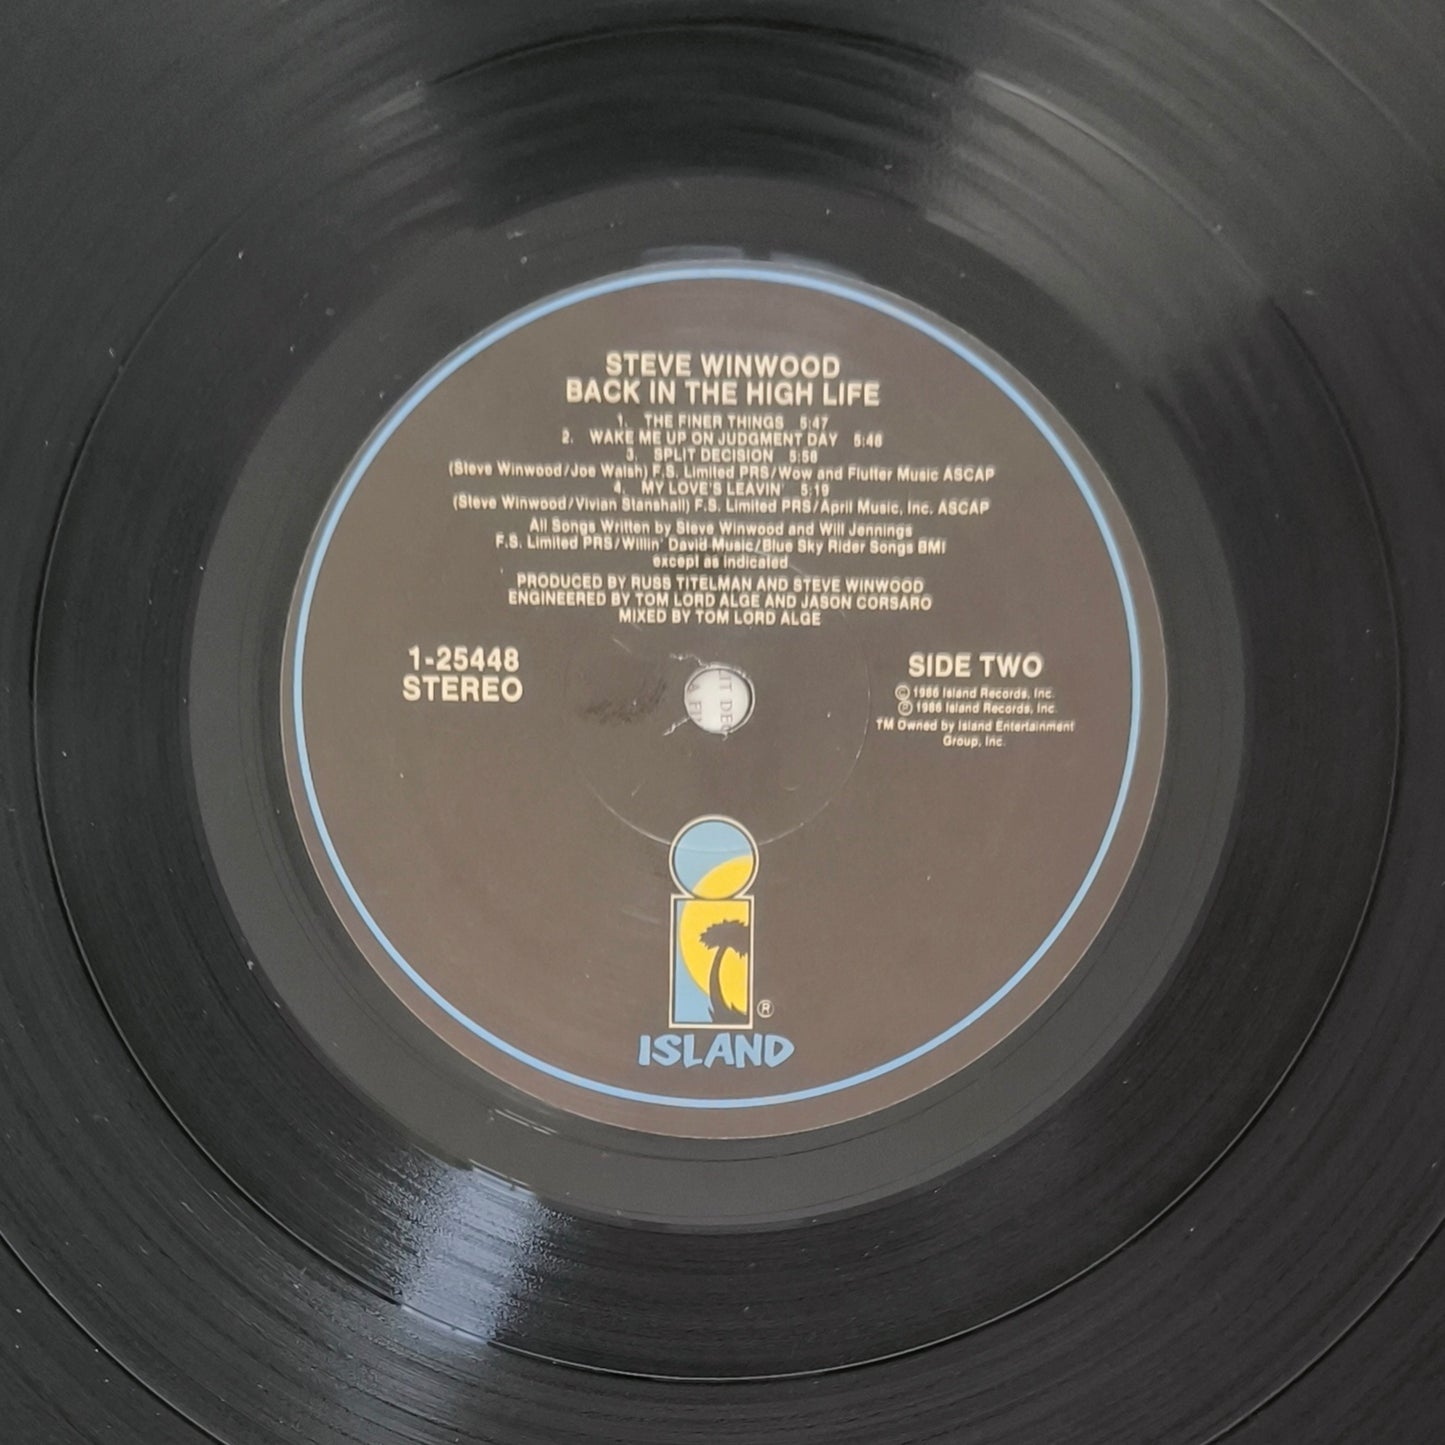 STEVE WINWOOD
BACK IN THE HIGH LIFE
1. THE FINER THINGS 5:47
2. WAKE ME UP ON JUDGMENT DAY 5:48
3. SPLIT DECISION 5:58
(Steve Winwood/Joe Walsh) F.S. Limited PRS/Wow and Flutter Music ASCAP
4. MY LOVE'S LEAVIN' 5:19
(Steve Winwood/Vivian Stanshall) F.S. Limited PRS/April Music, Inc. ASCAP
All Songs Written by Steve Winwood and Will Jennings
F.S. Limited PRS/Willin' David Music/Blue Sky Rider Songs BMI
except as indicated
PRODUCED BY RUSS TITELMAN AND STEVE WINWOOD
ENGINEERED BY TOM LORD ALGE AND JASON CORSARO
MIXED BY TOM LORD ALGE
1-25448
STEREO
SIDE TWO
© 1986 Island Records, Inc.
℗ 1986 Island Records, Inc.
TM Owned by Island Entertainment
Group, Inc.
®
ISLAND